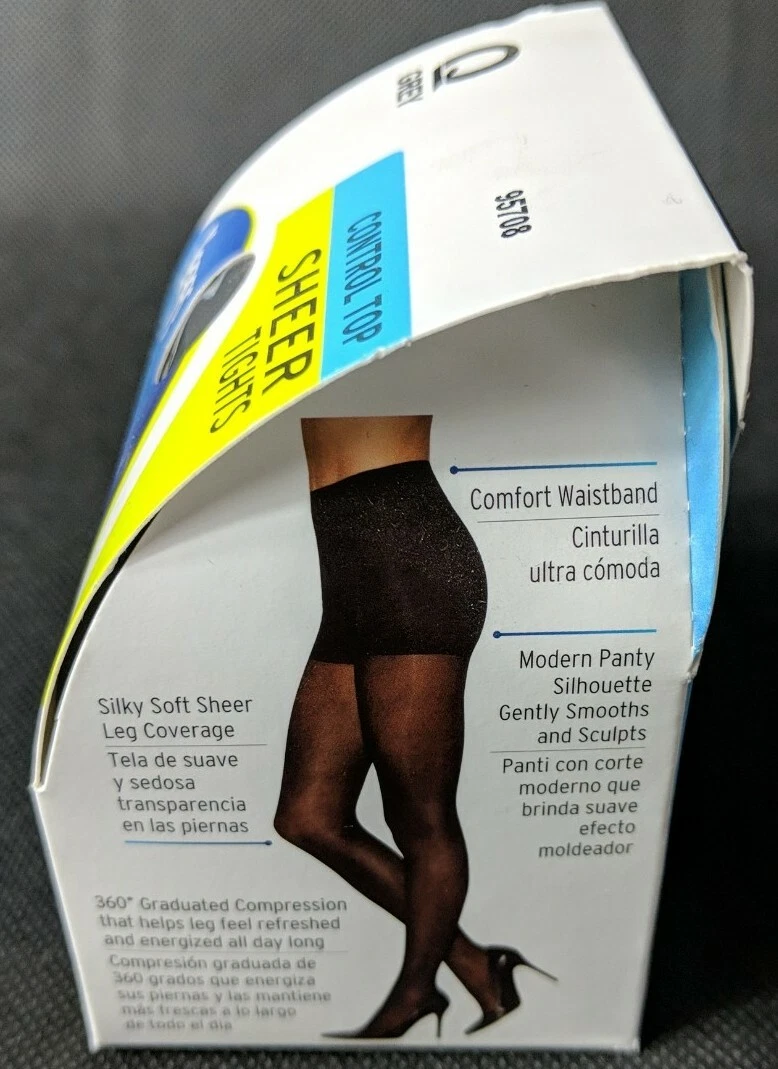 Q
GREY
95708
CONTROL TOP
SHEER
TIGHTS
Comfort Waistband
Cinturilla
ultra cómoda
Modern Panty
Silhouette
Gently Smooths
and Sculpts
Panti con corte
moderno que
brinda suave
efecto
moldeador
Silky Soft Sheer
Leg Coverage
Tela de suave
y sedosa
transparencia
en las piernas
360° Graduated Compression
that helps leg feel refreshed
and energized all day long
Compresión graduada de
360 grados que energiza
sus piernas y las mantiene
más frescas a lo largo
de todo el día